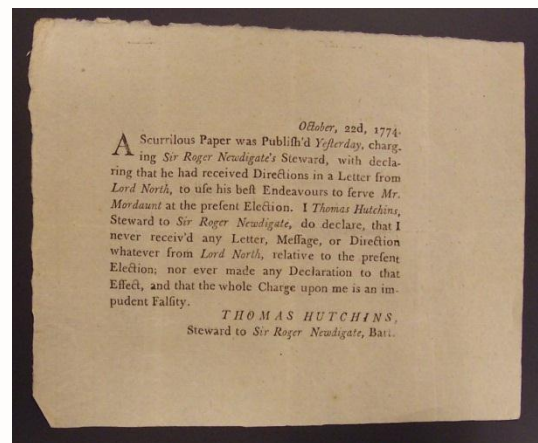 October, 22d, 1774.
A Scurrilous Paper was Publiſh'd Yeſterday, charg-
ing Sir Roger Newdigate's Steward, with decla-
ring that he had received Directions in a Letter from
Lord North, to uſe his beſt Endeavours to ſerve Mr.
Mordaunt at the preſent Election. I Thomas Hutchins,
Steward to Sir Roger Newdigate, do declare, that I
never receiv'd any Letter, Meſſage, or Direction
whatever from Lord North, relative to the preſent
Election; nor ever made any Declaration to that
Effect, and that the whole Charge upon me is an im-
pudent Falſity.
THOMAS HUTCHINS,
Steward to Sir Roger Newdigate, Bart.